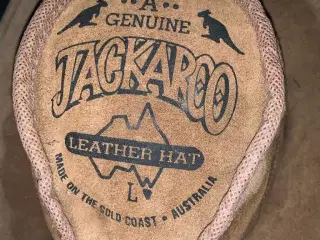 "A"
GENUINE
JACKAROO
LEATHER HAT
L
MADE ON THE GOLD COAST • AUSTRALIA